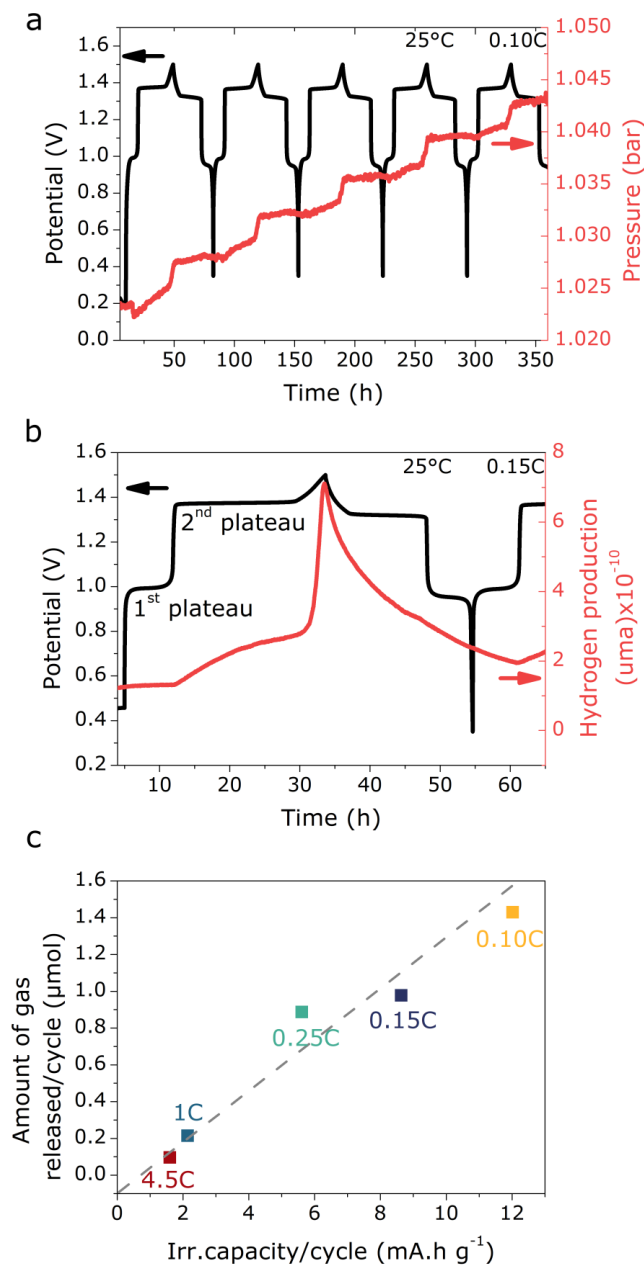 a
25°C 0.10C
1.6
1.4
1.2
1.0
0.8
0.6
0.4
0.2
0.0
Potential (V)
1.050
1.045
1.040
1.035
1.030
1.028
1.025
1.020
Pressure (bar)
50 100 150 200 250 300 350
Time (h)
b
25°C 0.15C
1.6
1.4
1.2
1.0
0.8
0.6
0.4
0.2
Potential (V)
2nd plateau
1st plateau
8
6
4
2
0
Hydrogen production
(uma)x10-10
10 20 30 40 50 60
Time (h)
c
1.6
1.4
1.2
1.0
0.8
0.6
0.4
0.2
0.0
Amount of gas
released/cycle (µmol)
0.10C
0.15C
0.25C
1C
4.5C
0 2 4 6 8 10 12
Irr.capacity/cycle (mA.h g-1)